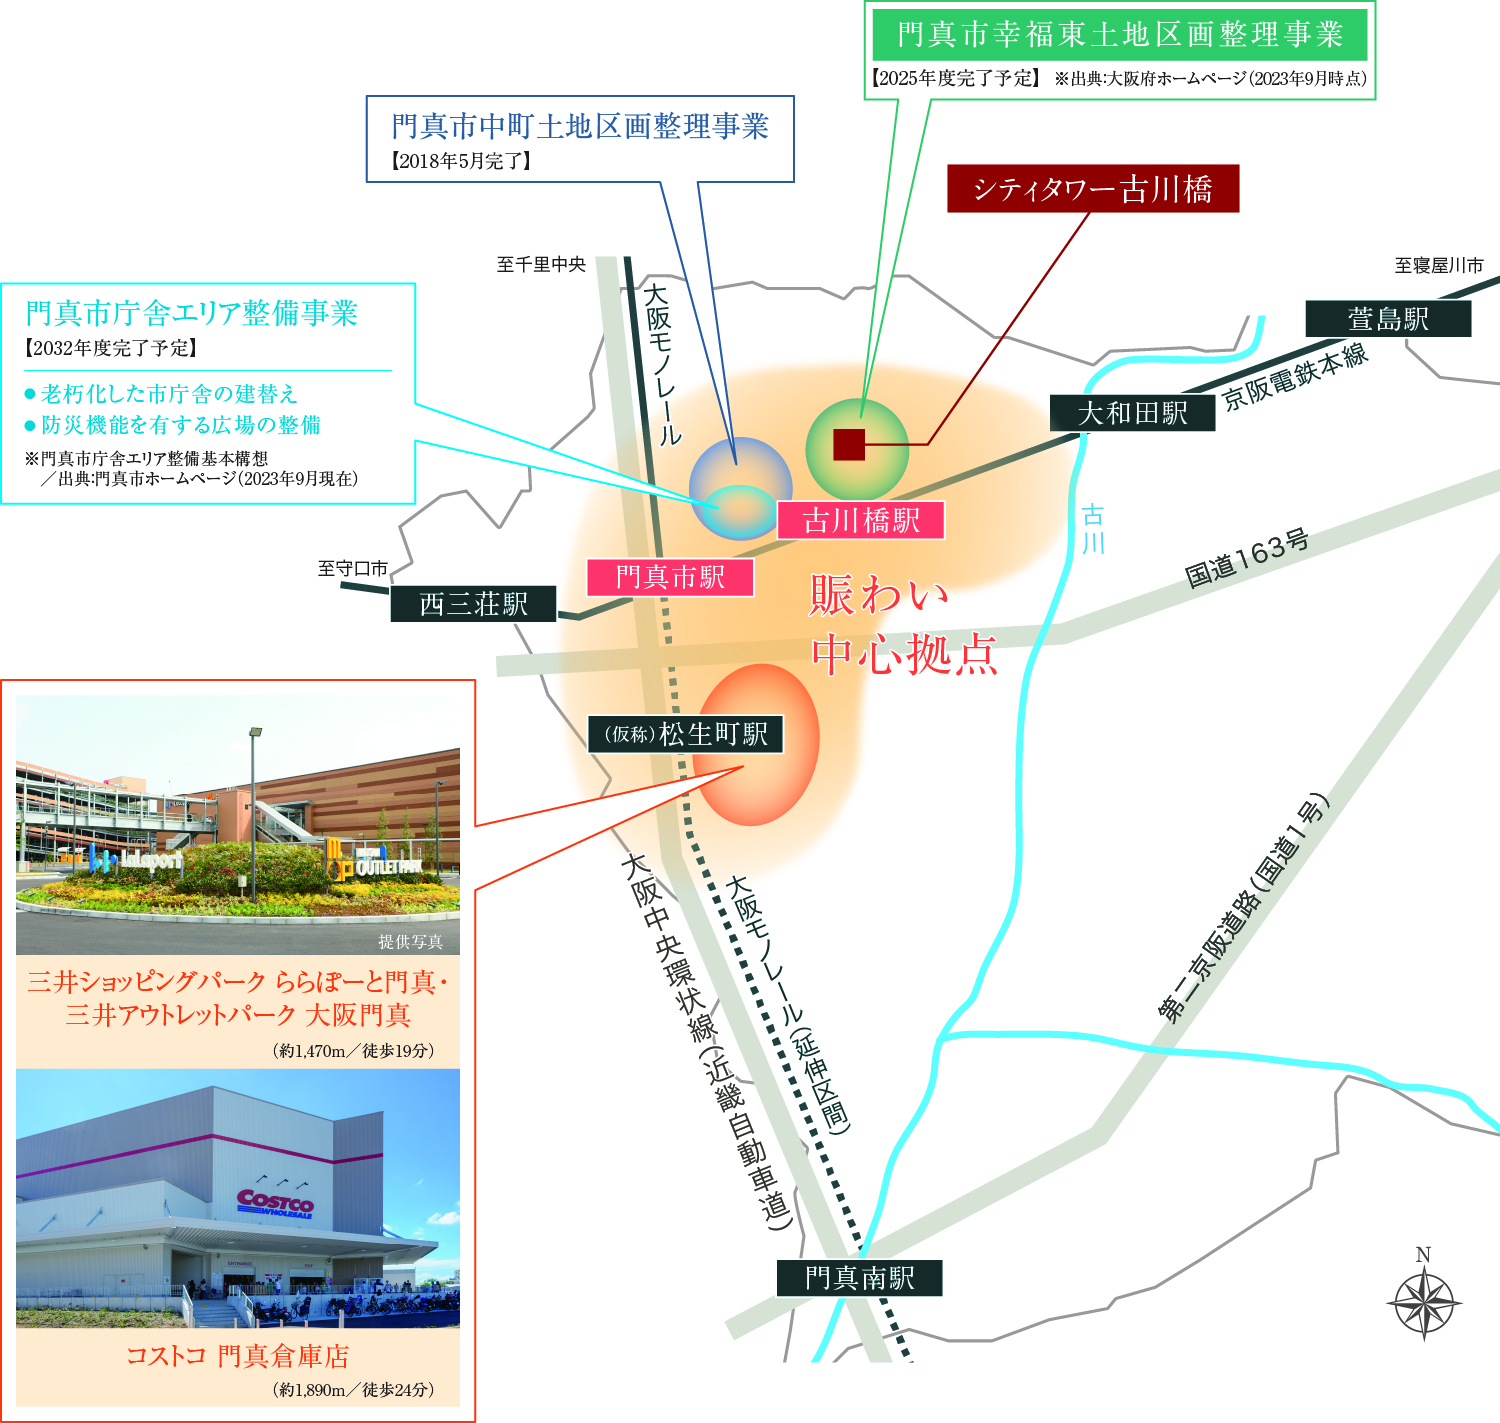 門真市幸福東土地区画整理事業
【2025年度完了予定】 ※出典:大阪府ホームページ(2023年9月時点)
門真市中町土地区画整理事業
【2018年5月完了】
シティタワー古川橋
至千里中央
至寝屋川市
大阪モノレール
萱島駅
京阪電鉄本線
門真市庁舎エリア整備事業
【2032年度完了予定】
●老朽化した市庁舎の建替え
●防災機能を有する広場の整備
※門真市庁舎エリア整備基本構想
／出典:門真市ホームページ(2023年9月現在)
大和田駅
古川橋駅
古川
国道163号
至守口市
門真市駅
西三荘駅
賑わい
中心拠点
(仮称)松生町駅
lalaport
OUTLET PARK
提供写真
三井ショッピングパーク ららぽーと門真・
三井アウトレットパーク 大阪門真
(約1,470m／徒歩19分)
COSTCO
WHOLESALE
コストコ 門真倉庫店
(約1,890m／徒歩24分)
大阪中央環状線(近畿自動車道)
大阪モノレール(延伸区間)
第二京阪道路(国道1号)
門真南駅
N